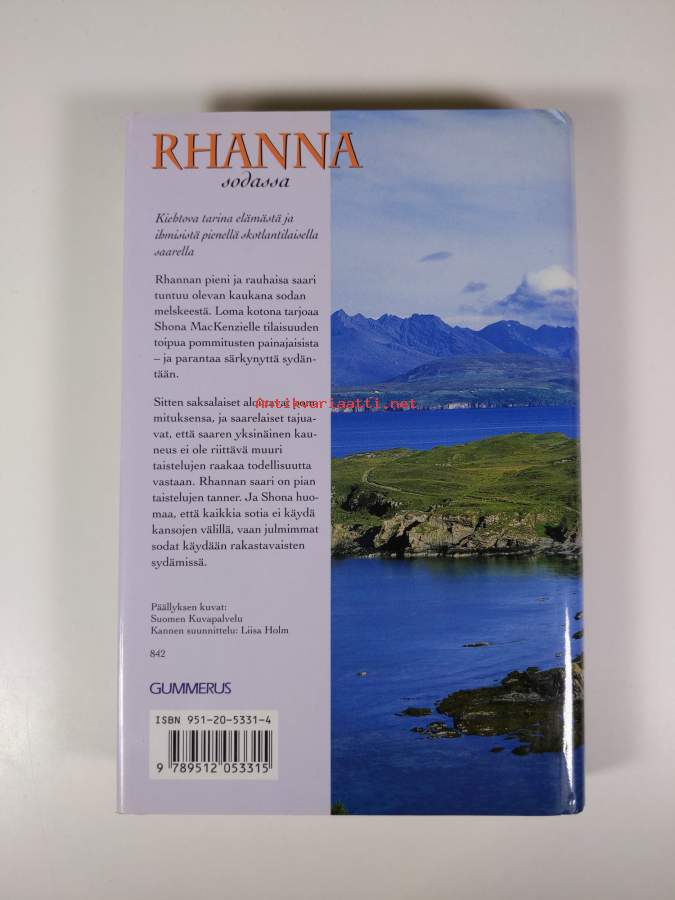 RHANNA
sodassa
Kiehtova tarina elämästä ja
ihmisistä pienellä skotlantilaisella
saarella
Rhannan pieni ja rauhaisa saari
tuntuu olevan kaukana sodan
melskeestä. Loma kotona tarjoaa
Shona MacKenzielle tilaisuuden
toipua pommitusten painajaisista
– ja parantaa särkynyttä sydän-
tään.
Sitten saksalaiset aloittavat pom-
mituksensa, ja saarelaiset tajua-
vat, että saaren yksinäinen kau-
neus ei ole riittävä muuri
taistelujen raakaa todellisuutta
vastaan. Rhannan saari on pian
taistelujen tanner. Ja Shona huo-
maa, että kaikkia sotia ei käydä
kansojen välillä, vaan julmimmat
sodat käydään rakastavaisten
sydämissä.
Antikvariaatti.net
Päällyksen kuvat:
Suomen Kuvapalvelu
Kannen suunnittelu: Liisa Holm
842
GUMMERUS
ISBN 951-20-5331-4
9 789512 053315